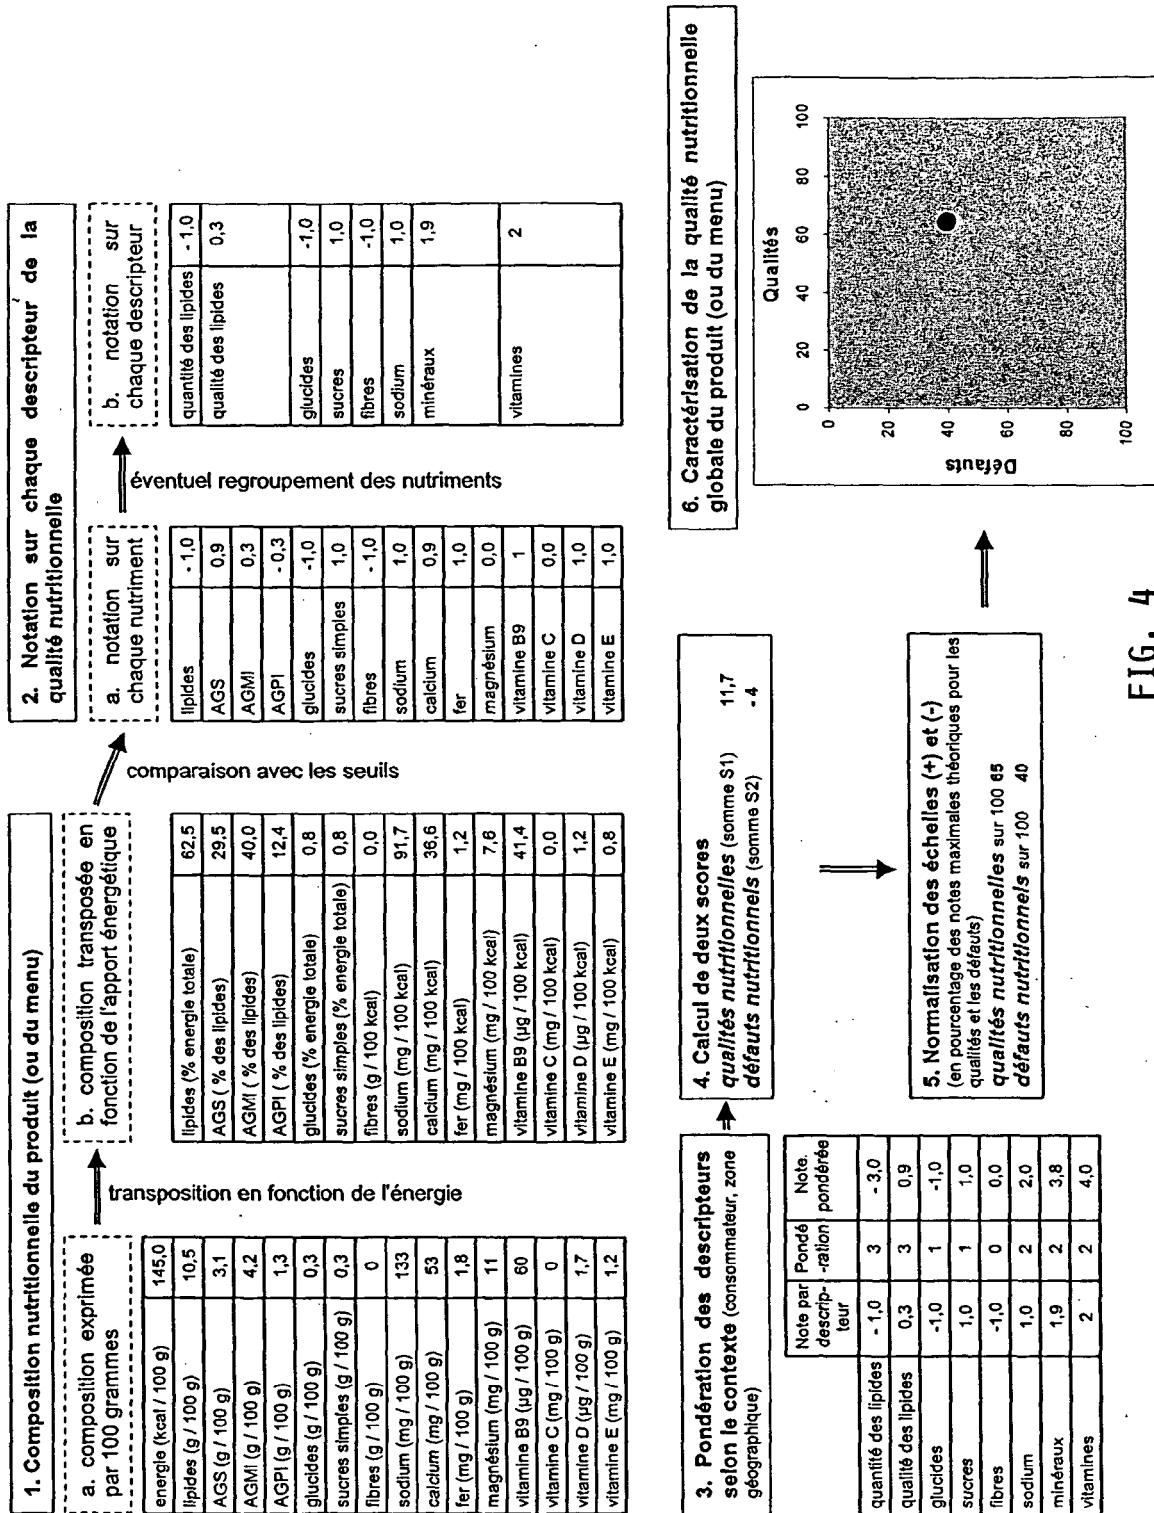 1. Composition nutritionnelle du produit (ou du menu)
a. composition exprimée
par 100 grammes
energie (kcal / 100 g) 145,0
lipides (g / 100 g) 10,5
AGS (g / 100 g) 3,1
AGMI (g / 100 g) 4,2
AGPI (g / 100 g) 1,3
glucides (g / 100 g) 0,3
sucres simples (g / 100 g) 0,3
fibres (g / 100 g) 0
sodium (mg / 100 g) 133
calcium (mg / 100 g) 53
fer (mg / 100 g) 1,8
magnésium (mg / 100 g) 11
vitamine B9 (µg / 100 g) 60
vitamine C (mg / 100 g) 0
vitamine D (µg / 100 g) 1,7
vitamine E (mg / 100 g) 1,2
transposition en fonction de l'énergie
b. composition transposée en
fonction de l'apport énergétique
lipides (% energie totale) 62,5
AGS ( % des lipides) 29,5
AGMI ( % des lipides) 40,0
AGPI ( % des lipides) 12,4
glucides (% energie totale) 0,8
sucres simples (% energie totale) 0,8
fibres (g / 100 kcal) 0,0
sodium (mg / 100 kcal) 91,7
calcium (mg / 100 kcal) 36,6
fer (mg / 100 kcal) 1,2
magnésium (mg / 100 kcal) 7,6
vitamine B9 (µg / 100 kcal) 41,4
vitamine C (mg / 100 kcal) 0,0
vitamine D (µg / 100 kcal) 1,2
vitamine E (mg / 100 kcal) 0,8
comparaison avec les seuils
2. Notation sur chaque descripteur de la
qualité nutritionnelle
a. notation sur
chaque nutriment
lipides - 1,0
AGS 0,9
AGMI 0,3
AGPI - 0,3
glucides -1,0
sucres simples 1,0
fibres -1,0
sodium 1,0
calcium 0,9
fer 1,0
magnésium 0,0
vitamine B9 1
vitamine C 0,0
vitamine D 1,0
vitamine E 1,0
éventuel regroupement des nutriments
b. notation sur
chaque descripteur
quantité des lipides - 1,0
qualité des lipides 0,3
glucides -1,0
sucres 1,0
fibres -1,0
sodium 1,0
minéraux 1,9
vitamines 2
3. Pondération des descripteurs
selon le contexte (consommateur, zone
géographique)
Note par Pondé Note.
descrip- -ration pondérée
teur
quantité des lipides - 1,0 3 - 3,0
qualité des lipides 0,3 3 0,9
glucides -1,0 1 -1,0
sucres 1,0 1 1,0
fibres -1,0 0 0,0
sodium 1,0 2 2,0
minéraux 1,9 2 3,8
vitamines 2 2 4,0
4. Calcul de deux scores
qualités nutritionnelles (somme S1) 11,7
défauts nutritionnels (somme S2) - 4
5. Normalisation des échelles (+) et (-)
(en pourcentage des notes maximales théoriques pour les
qualités et les défauts)
qualités nutritionnelles sur 100 65
défauts nutritionnels sur 100 40
6. Caractérisation de la qualité nutritionnelle
globale du produit (ou du menu)
Qualités
0 20 40 60 80 100
Défauts
20
40
60
80
100
FIG. 4